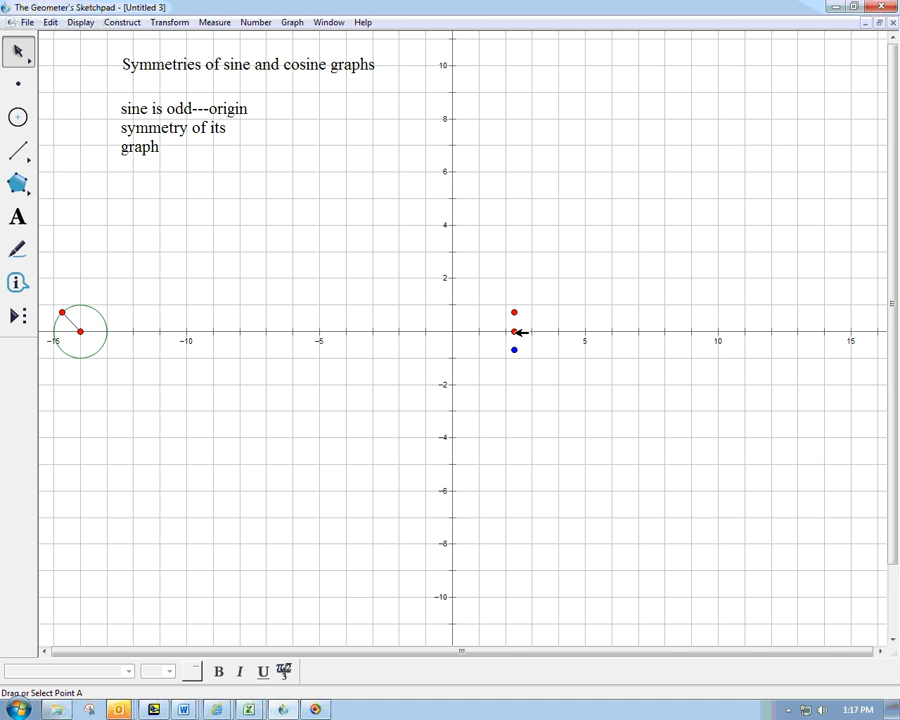 The Geometer's Sketchpad - [Untitled 3]
File Edit Display Construct Transform Measure Number Graph Window Help
Symmetries of sine and cosine graphs
sine is odd---origin
symmetry of its
graph
10
8
6
4
2
-15 -10 -5 5 10 15
-2
-4
-6
-8
-10
A
B I U
Drag or Select Point A
1:17 PM